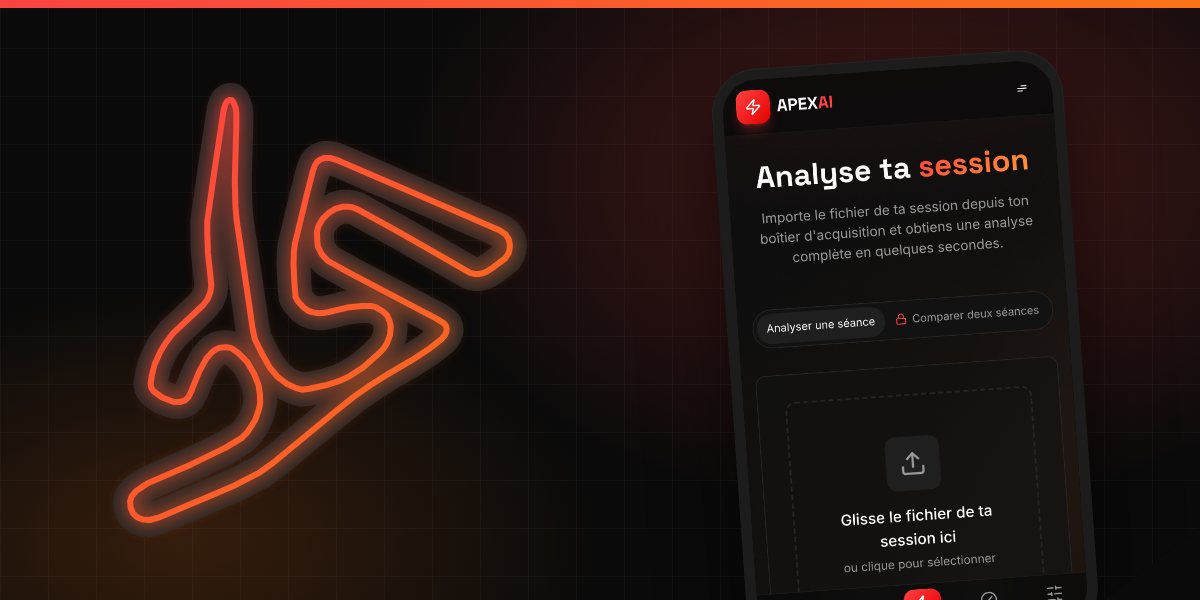 APEXAI
Analyse ta session
Importe le fichier de ta session depuis ton
boîtier d'acquisition et obtiens une analyse
complète en quelques secondes.
Analyser une séance
Comparer deux séances
Glisse le fichier de ta
session ici
ou clique pour sélectionner